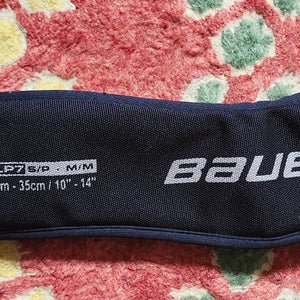 LP7 S/P - M/M
m - 35cm / 10" - 14"
BAUE